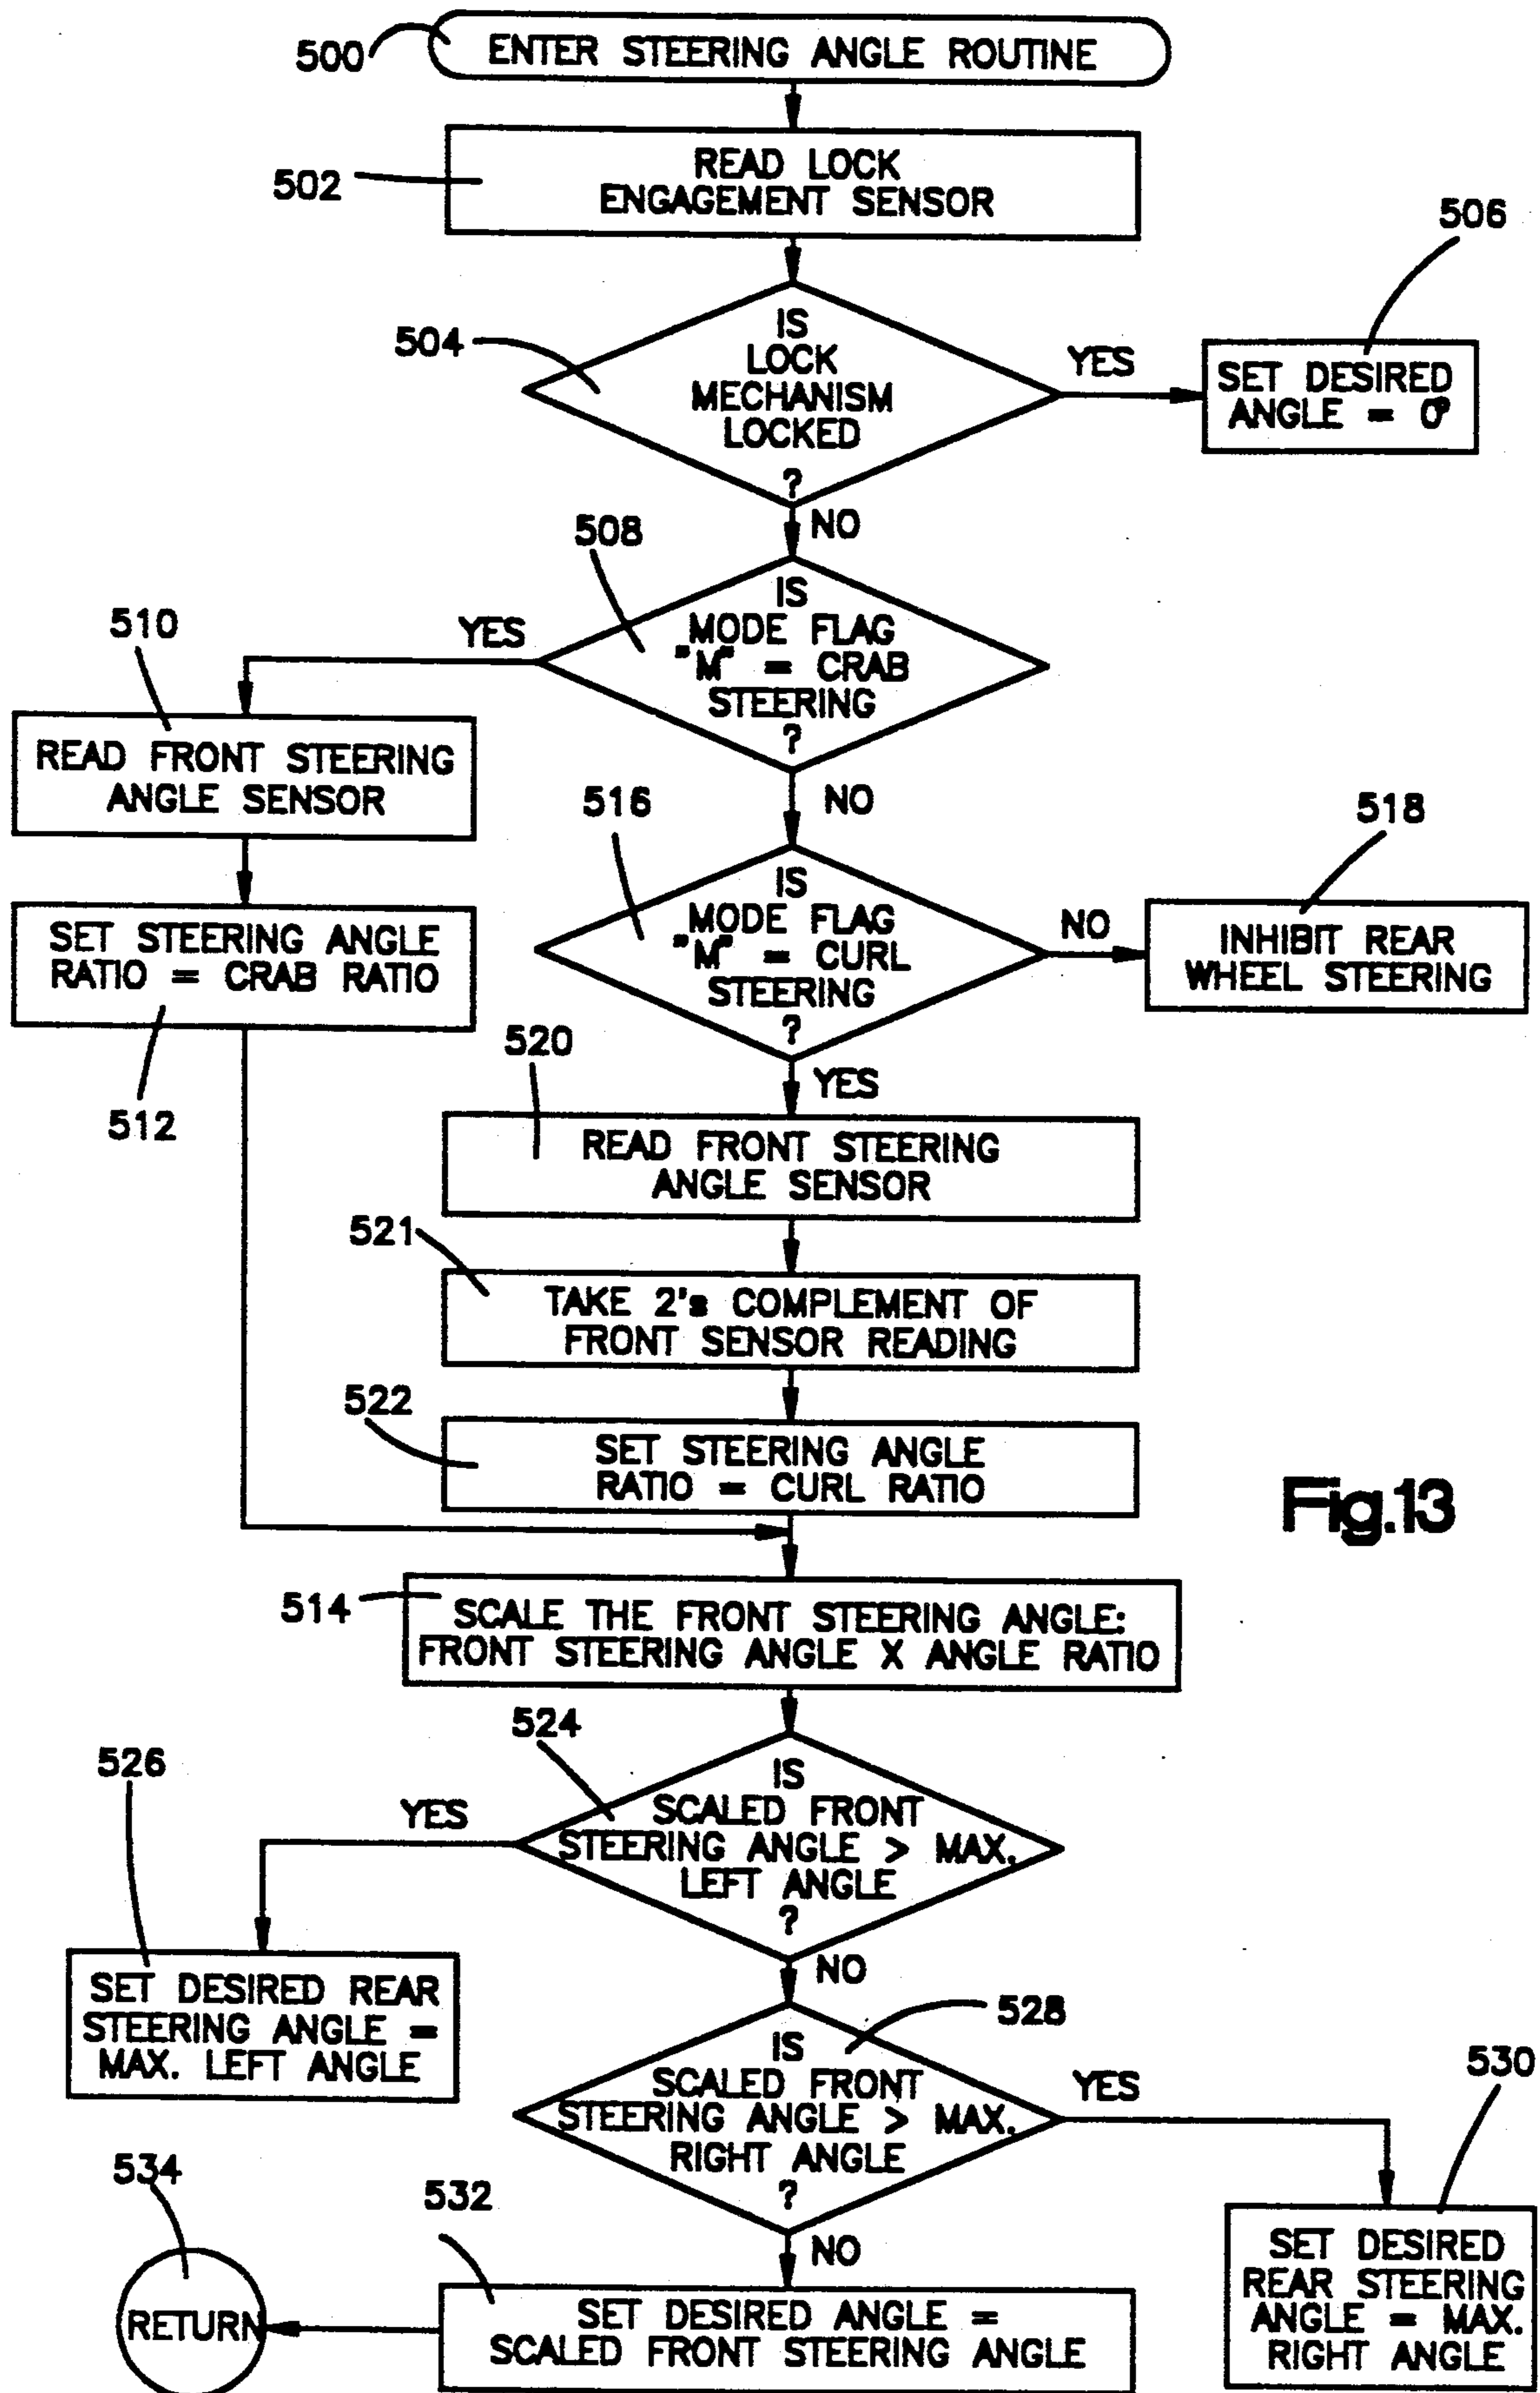 500
ENTER STEERING ANGLE ROUTINE
502
READ LOCK
ENGAGEMENT SENSOR
504
IS
LOCK
MECHANISM
LOCKED
?
YES
506
SET DESIRED
ANGLE = 0°
NO
508
IS
MODE FLAG
"M" = CRAB
STEERING
?
YES
510
READ FRONT STEERING
ANGLE SENSOR
SET STEERING ANGLE
RATIO = CRAB RATIO
512
NO
516
IS
MODE FLAG
"M" = CURL
STEERING
?
NO
518
INHIBIT REAR
WHEEL STEERING
YES
520
READ FRONT STEERING
ANGLE SENSOR
521
TAKE 2's COMPLEMENT OF
FRONT SENSOR READING
522
SET STEERING ANGLE
RATIO = CURL RATIO
Fig.13
514
SCALE THE FRONT STEERING ANGLE:
FRONT STEERING ANGLE X ANGLE RATIO
524
IS
SCALED FRONT
STEERING ANGLE > MAX.
LEFT ANGLE
?
YES
526
SET DESIRED REAR
STEERING ANGLE =
MAX. LEFT ANGLE
NO
528
IS
SCALED FRONT
STEERING ANGLE > MAX.
RIGHT ANGLE
?
YES
530
SET DESIRED
REAR STEERING
ANGLE = MAX.
RIGHT ANGLE
NO
532
SET DESIRED ANGLE =
SCALED FRONT STEERING ANGLE
534
RETURN